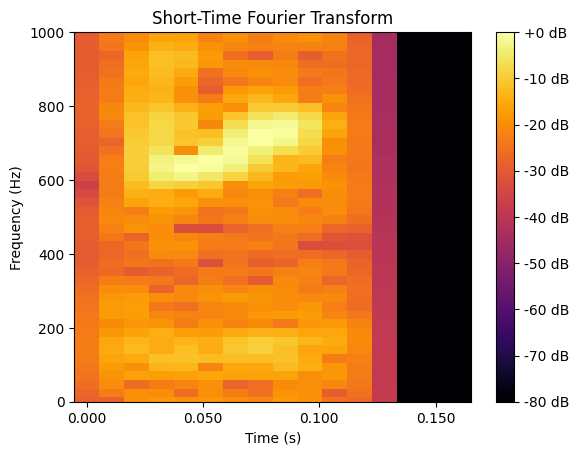 Short-Time Fourier Transform
1000
800
600
400
200
0
Frequency (Hz)
0.000
0.050
0.100
0.150
Time (s)
+0 dB
-10 dB
-20 dB
-30 dB
-40 dB
-50 dB
-60 dB
-70 dB
-80 dB